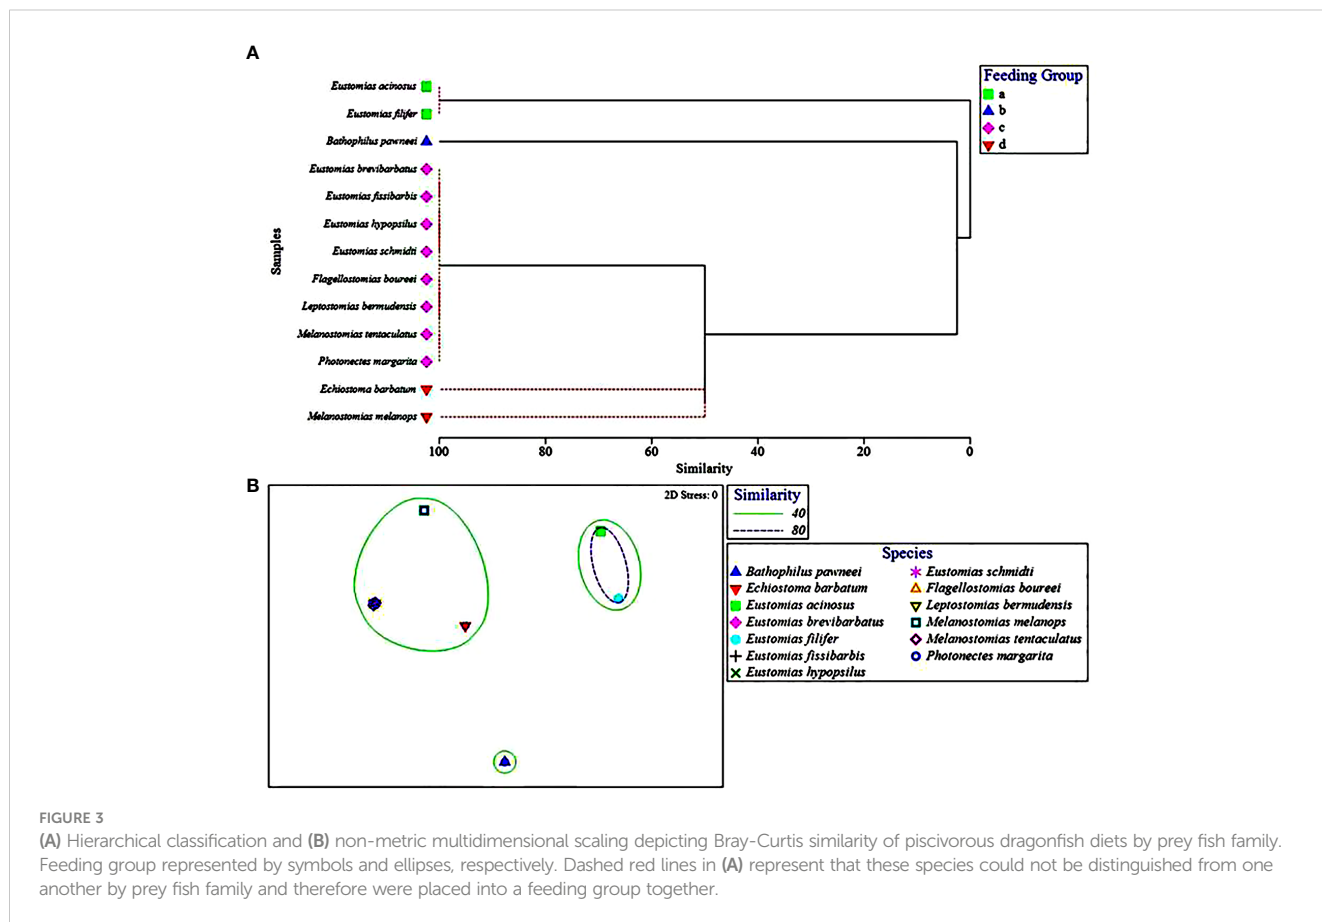 A
Eustomias acinosus
Eustomias filifer
Bathophilus pawneei
Eustomias brevibarbatus
Eustomias fissibarbis
Eustomias hypopsilus
Eustomias schmidti
Flagellostomias boureei
Leptostomias bermudensis
Melanostomias tentaculatus
Photonectes margarita
Echiostoma barbatum
Melanostomias melanops
Samples
100 80 60 40 20 0
Similarity
Feeding Group
a
b
c
d
B
2D Stress: 0
Similarity
40
80
Species
Bathophilus pawneei
Echiostoma barbatum
Eustomias acinosus
Eustomias brevibarbatus
Eustomias filifer
Eustomias fissibarbis
Eustomias hypopsilus
Eustomias schmidti
Flagellostomias boureei
Leptostomias bermudensis
Melanostomias melanops
Melanostomias tentaculatus
Photonectes margarita
FIGURE 3
(A) Hierarchical classification and (B) non-metric multidimensional scaling depicting Bray-Curtis similarity of piscivorous dragonfish diets by prey fish family.
Feeding group represented by symbols and ellipses, respectively. Dashed red lines in (A) represent that these species could not be distinguished from one
another by prey fish family and therefore were placed into a feeding group together.